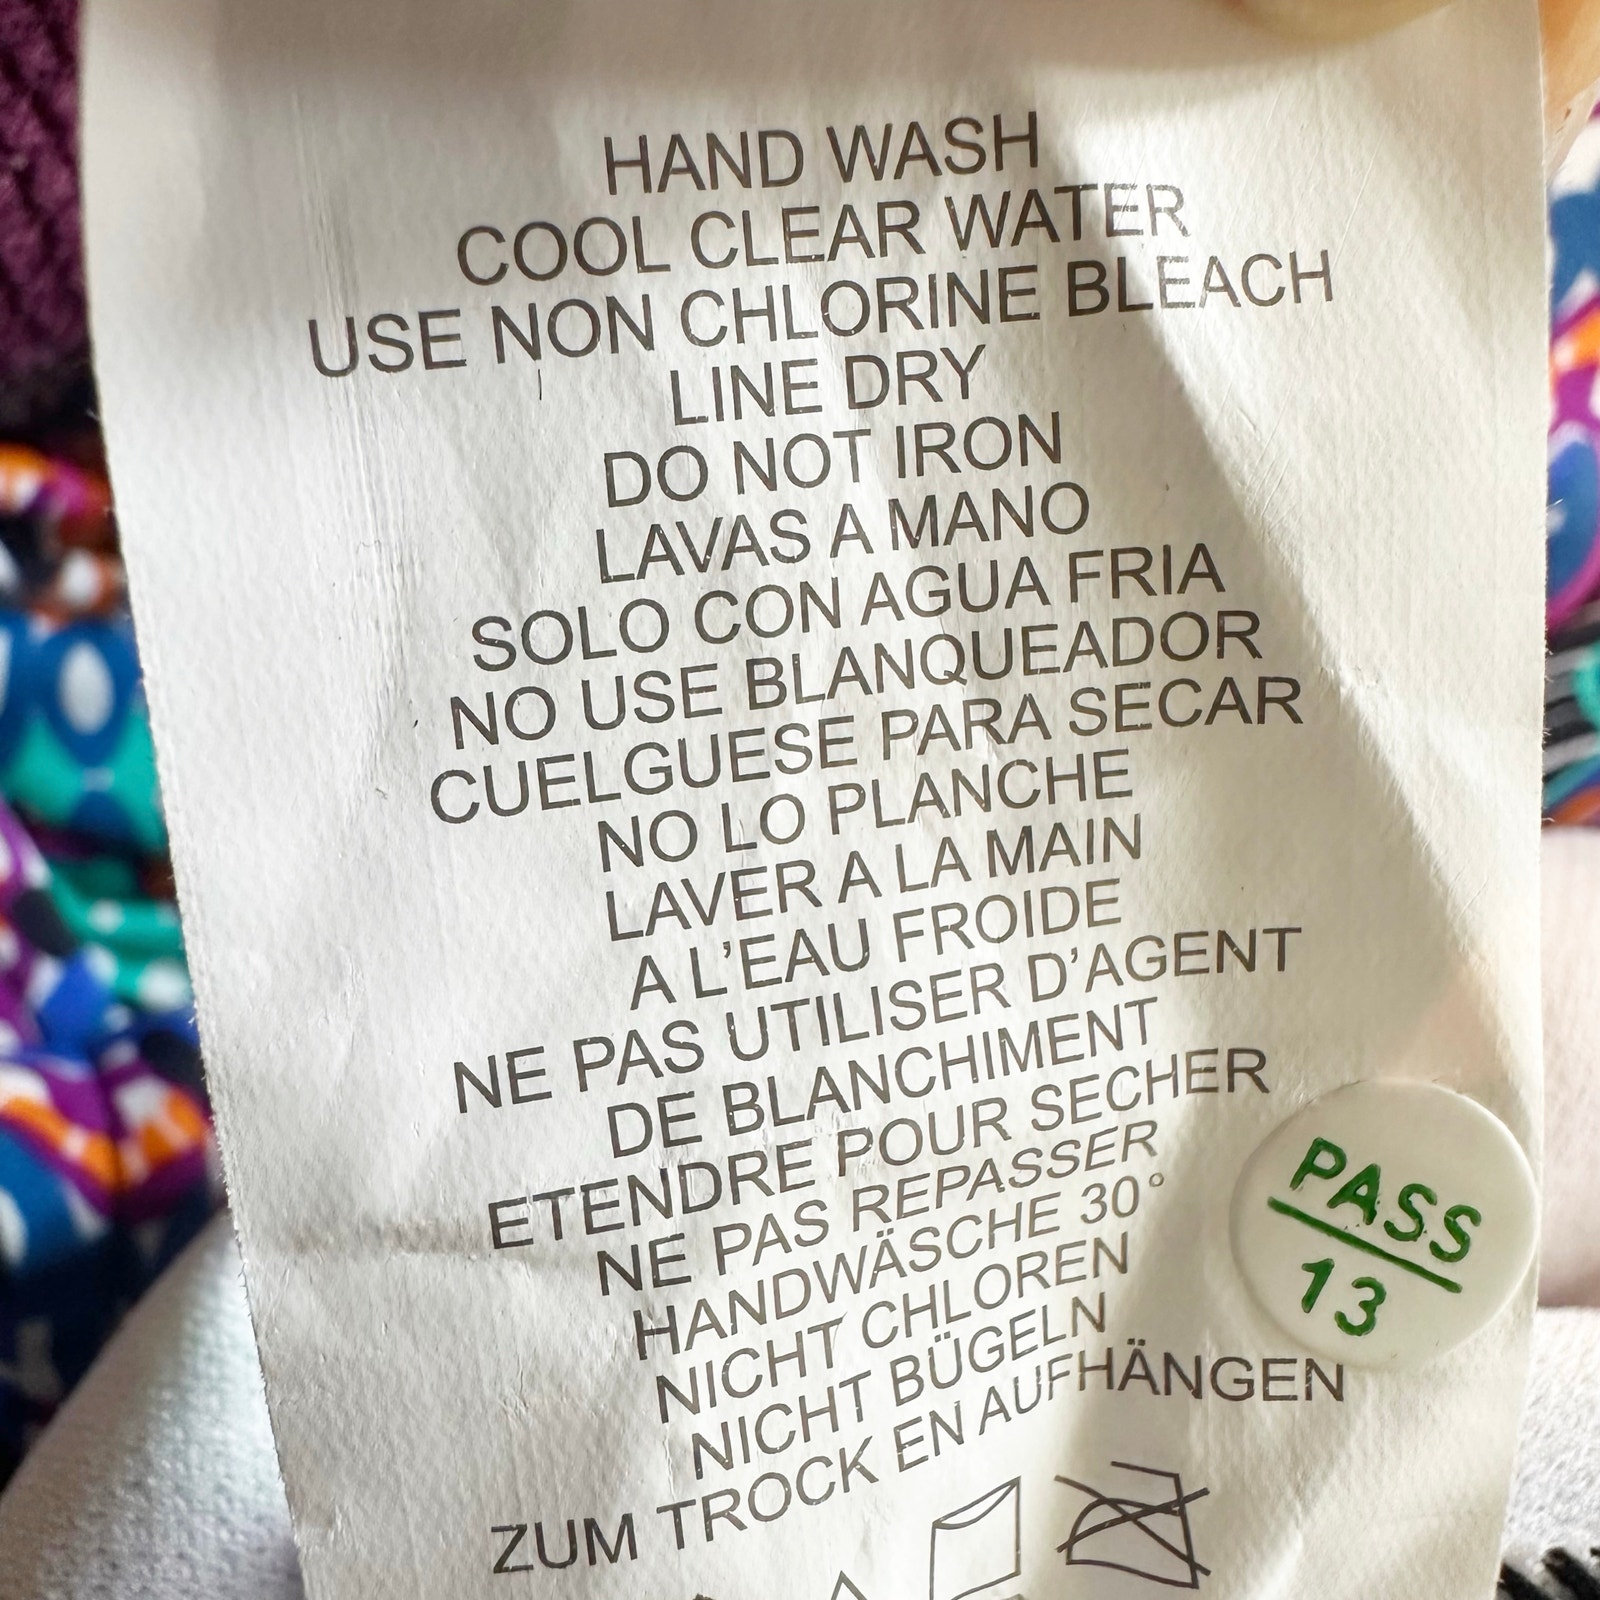 HAND WASH
COOL CLEAR WATER
USE NON CHLORINE BLEACH
LINE DRY
DO NOT IRON
LAVAS A MANO
SOLO CON AGUA FRIA
NO USE BLANQUEADOR
CUELGUESE PARA SECAR
NO LO PLANCHE
LAVER A LA MAIN
A L’EAU FROIDE
NE PAS UTILISER D’AGENT
DE BLANCHIMENT
ETENDRE POUR SECHER
NE PAS REPASSER
HANDWÄSCHE 30°
NICHT CHLOREN
NICHT BÜGELN
ZUM TROCK EN AUFHÄNGEN
PASS
13